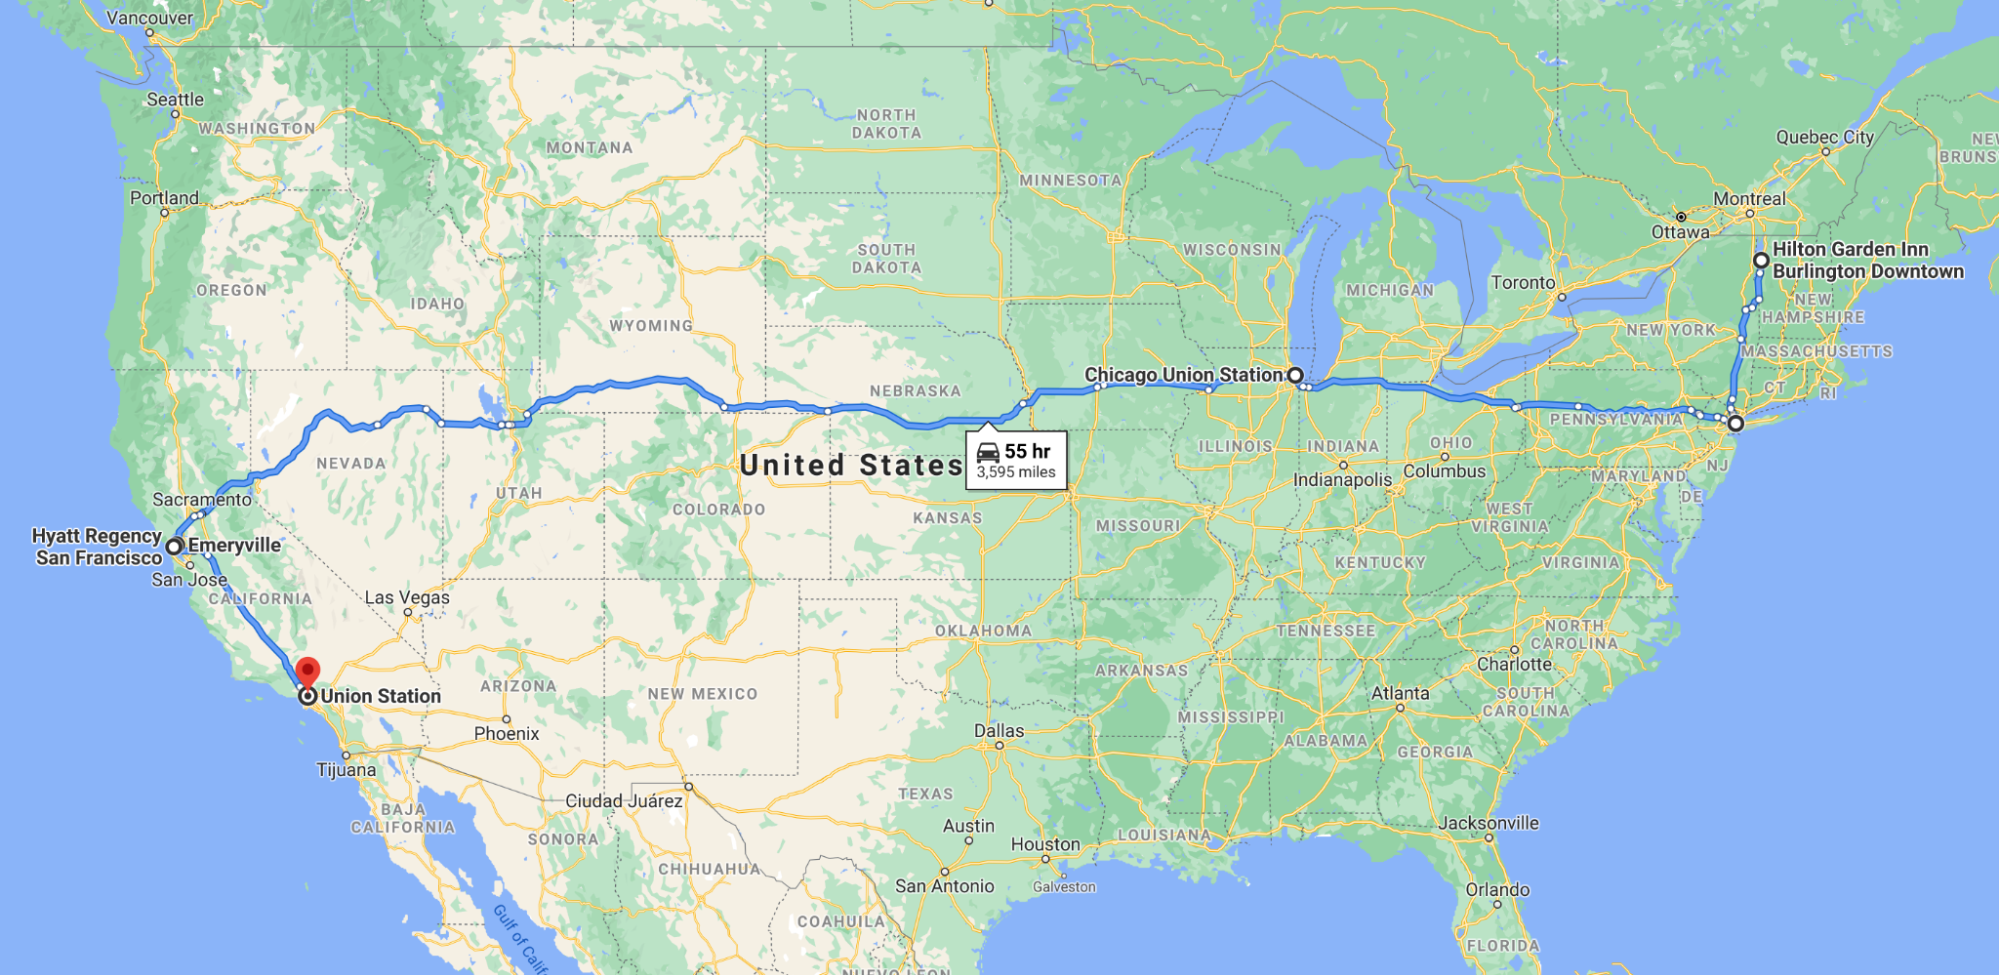 Vancouver
Seattle
WASHINGTON
MONTANA
NORTH
DAKOTA
MINNESOTA
Quebec City
NE
BRUNS
Portland
Montreal
Ottawa
OREGON
IDAHO
SOUTH
DAKOTA
WISCONSIN
MICHIGAN
Toronto
Hilton Garden Inn
Burlington Downtown
NEW
HAMPSHIRE
WYOMING
NEW YORK
MASSACHUSETTS
CT
RI
NEBRASKA
Chicago Union Station
PENNSYLVANIA
NEVADA
United States
55 hr
3,595 miles
ILLINOIS
INDIANA
OHIO
Indianapolis
Columbus
MARYLAND
NJ
DE
Sacramento
UTAH
COLORADO
KANSAS
MISSOURI
WEST
VIRGINIA
Hyatt Regency
San Francisco
Emeryville
San Jose
CALIFORNIA
Las Vegas
KENTUCKY
VIRGINIA
OKLAHOMA
TENNESSEE
NORTH
CAROLINA
Charlotte
Union Station
ARIZONA
NEW MEXICO
ARKANSAS
Atlanta
SOUTH
CAROLINA
Phoenix
Dallas
MISSISSIPPI
ALABAMA
GEORGIA
Tijuana
BAJA
CALIFORNIA
Ciudad Juárez
TEXAS
SONORA
Austin
Houston
LOUISIANA
Jacksonville
CHIHUAHUA
San Antonio
Galveston
Orlando
COAHUILA
Gulf of Calif
FLORIDA
NUEVO LEON